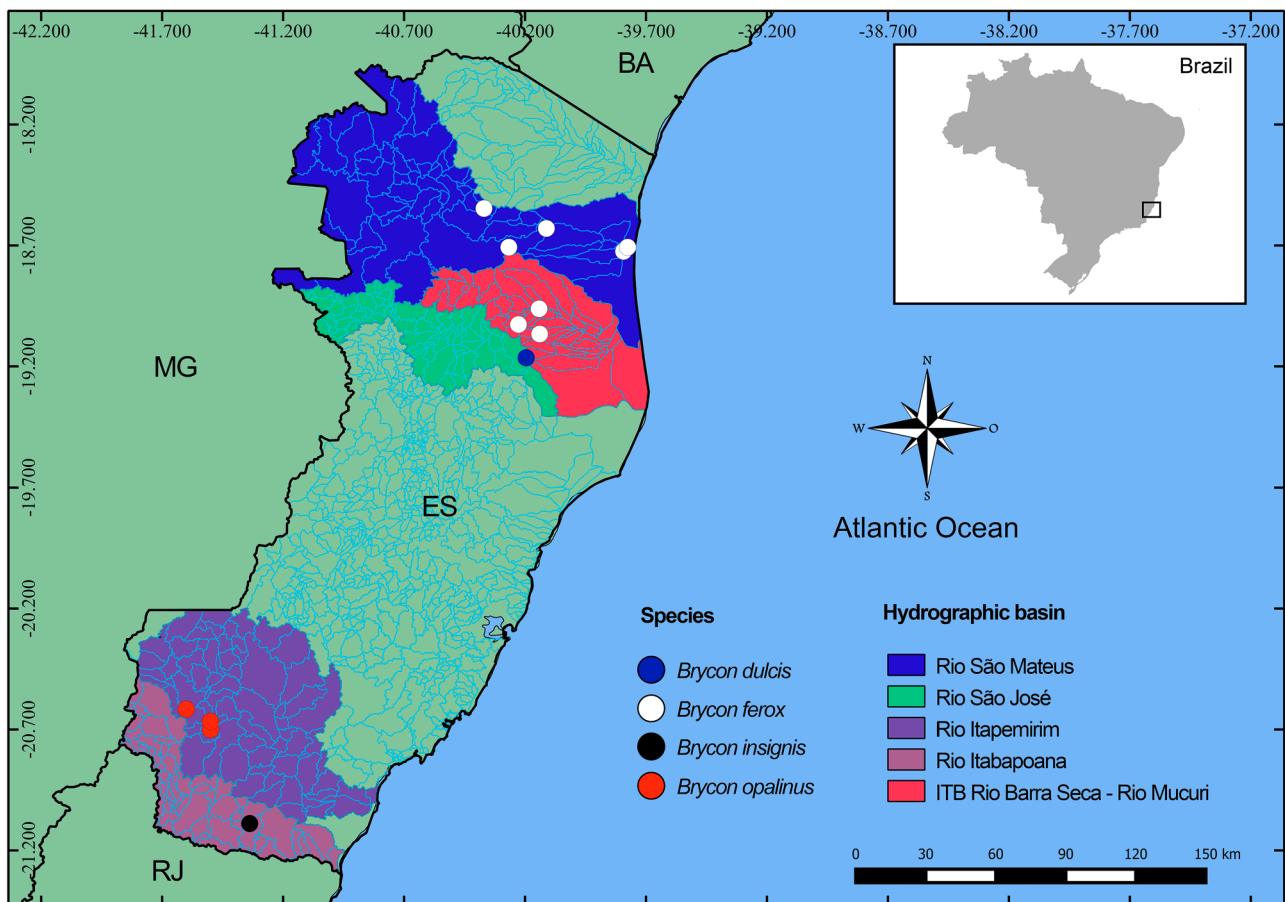 -42.200 -41.700 -41.200 -40.700 -40.200 -39.700 -39.200 -38.700 -38.200 -37.700 -37.200
BA
Brazil
-18.200
-18.700
-19.200
-19.700
-20.200
-20.700
-21.200
MG
N
W
O
S
ES
Atlantic Ocean
Species
Brycon dulcis
Brycon ferox
Brycon insignis
Brycon opalinus
Hydrographic basin
Rio São Mateus
Rio São José
Rio Itapemirim
Rio Itabapoana
ITB Rio Barra Seca - Rio Mucuri
RJ
0 30 60 90 120 150 km